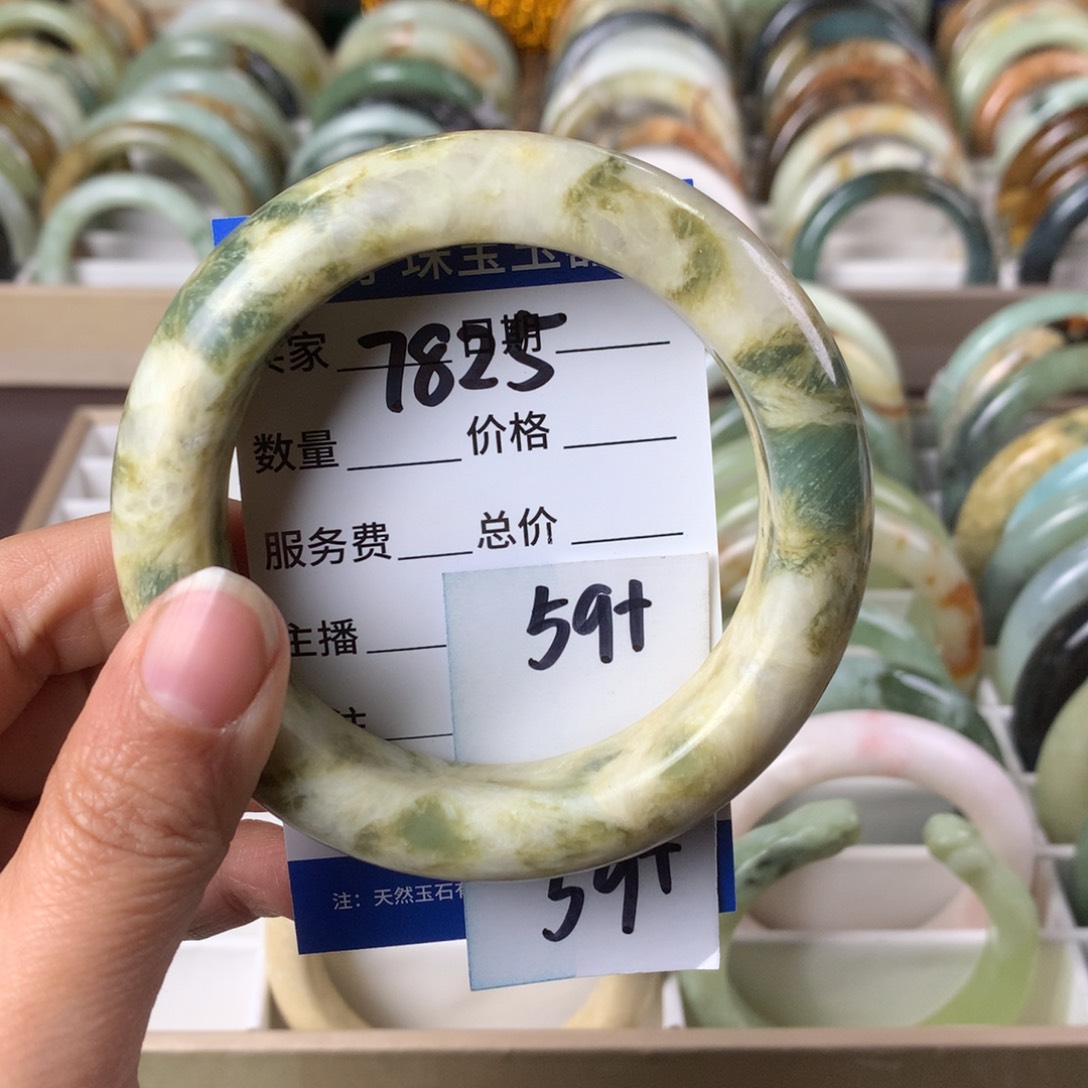 珠宝玉
家 7825 日期
数量 价格
服务费 总价
主播
59+
注：天然玉石
59+